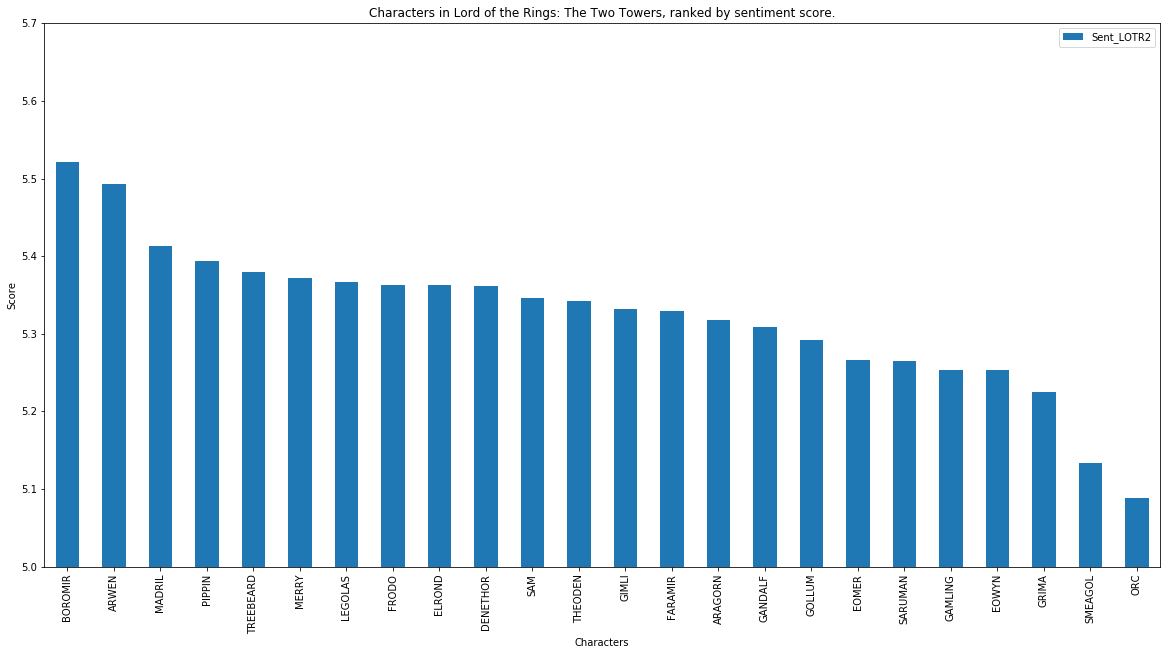 Characters in Lord of the Rings: The Two Towers, ranked by sentiment score.
Sent_LOTR2
5.7
5.6
5.5
5.4
5.3
5.2
5.1
5.0
Score
BOROMIR
ARWEN
MADRIL
PIPPIN
TREEBEARD
MERRY
LEGOLAS
FRODO
ELROND
DENETHOR
SAM
THEODEN
GIMLI
FARAMIR
ARAGORN
GANDALF
GOLLUM
EOMER
SARUMAN
GAMLING
EOWYN
GRIMA
SMEAGOL
ORC
Characters